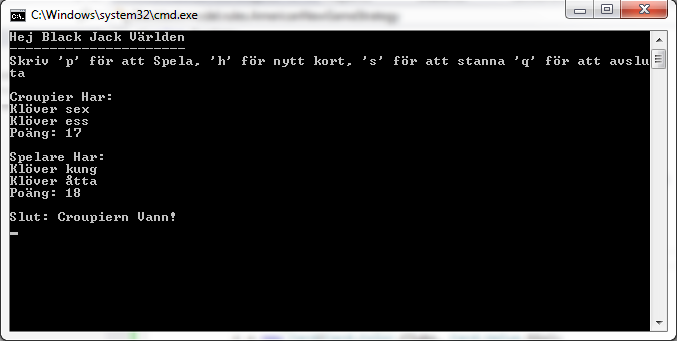 C:\Windows\system32\cmd.exe
Hej Black Jack Världen
----------------------
Skriv 'p' för att Spela, 'h' för nytt kort, 's' för att stanna 'q' för att avslu
ta
Croupier Har:
Klöver sex
Klöver ess
Poäng: 17
Spelare Har:
Klöver kung
Klöver åtta
Poäng: 18
Slut: Croupiern Vann!